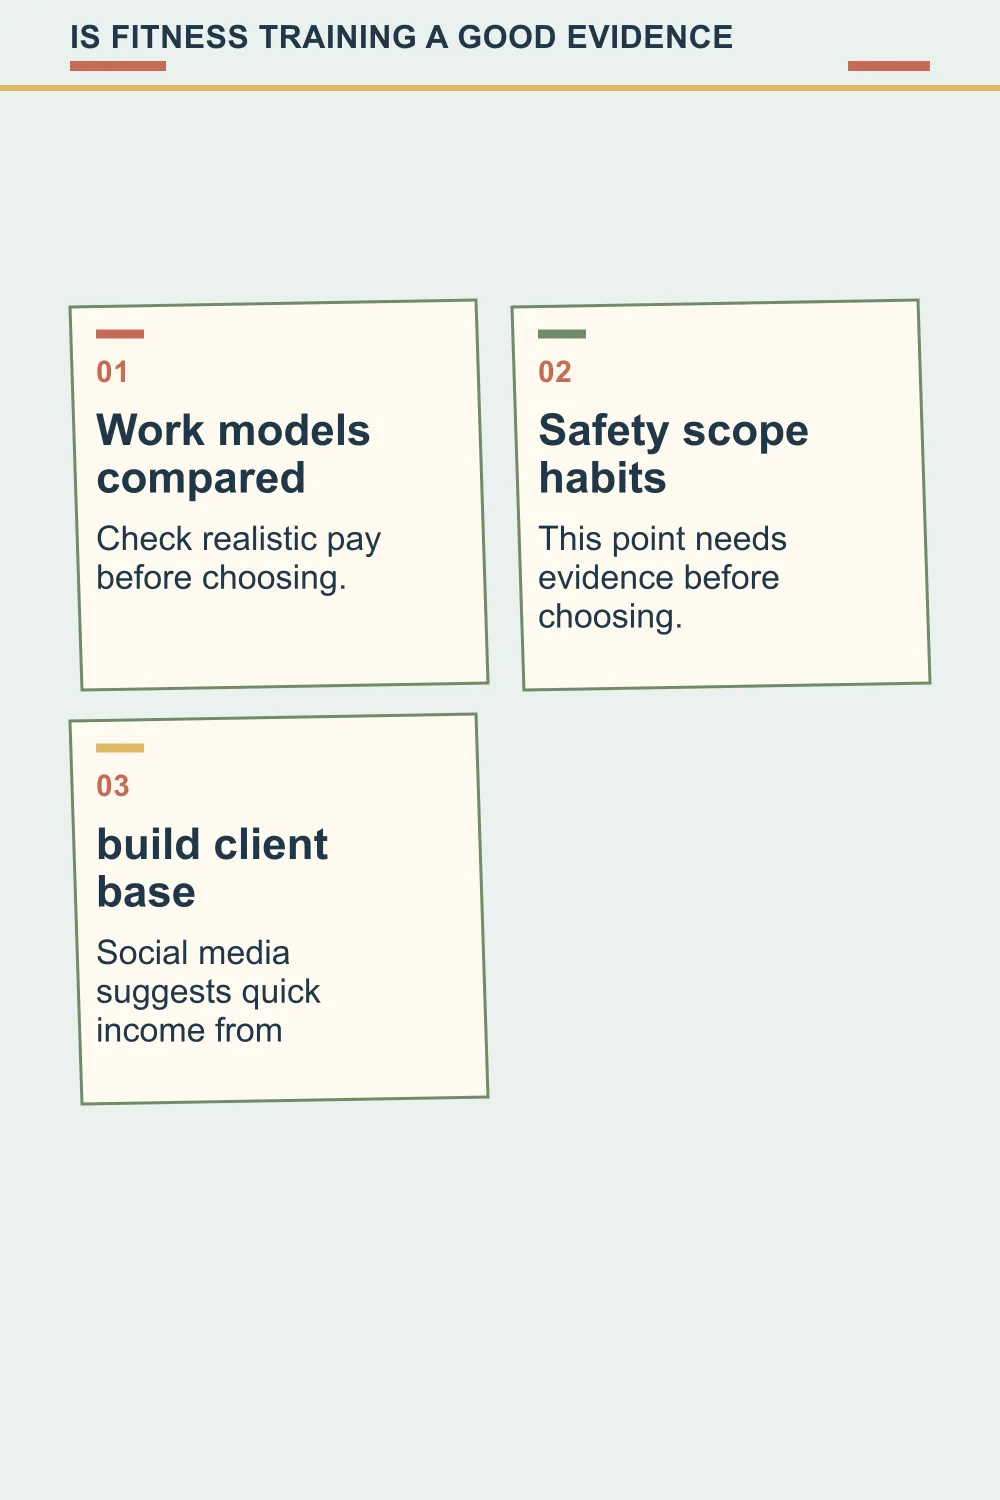 IS FITNESS TRAINING A GOOD EVIDENCE
01
Work models
compared
Check realistic pay
before choosing.
02
Safety scope
habits
This point needs
evidence before
choosing.
03
build client
base
Social media
suggests quick
income from